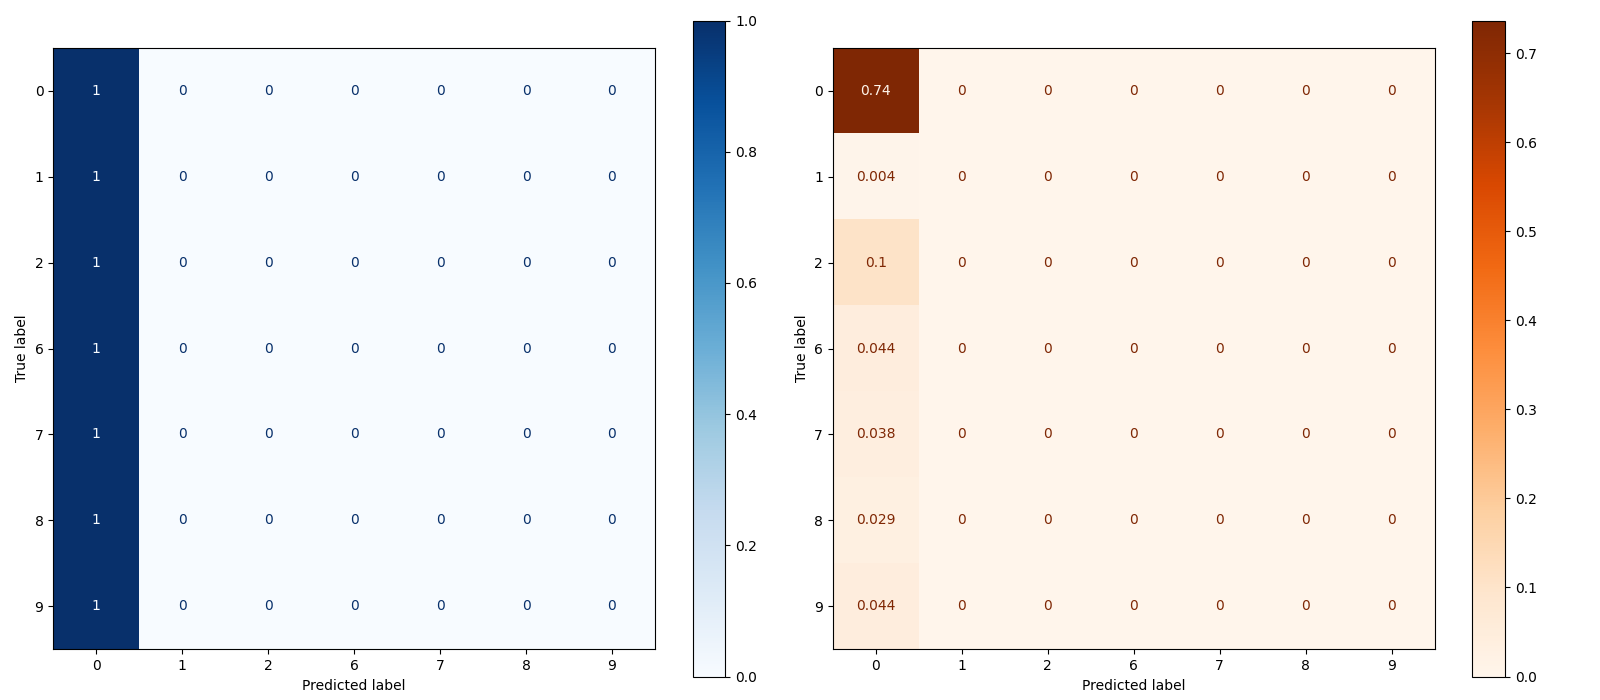 True label
0 1 0 0 0 0 0 0
1 1 0 0 0 0 0 0
2 1 0 0 0 0 0 0
6 1 0 0 0 0 0 0
7 1 0 0 0 0 0 0
8 1 0 0 0 0 0 0
9 1 0 0 0 0 0 0
0 1 2 6 7 8 9
Predicted label
1.0
0.8
0.6
0.4
0.2
0.0
True label
0 0.74 0 0 0 0 0 0
1 0.004 0 0 0 0 0 0
2 0.1 0 0 0 0 0 0
6 0.044 0 0 0 0 0 0
7 0.038 0 0 0 0 0 0
8 0.029 0 0 0 0 0 0
9 0.044 0 0 0 0 0 0
0 1 2 6 7 8 9
Predicted label
0.7
0.6
0.5
0.4
0.3
0.2
0.1
0.0